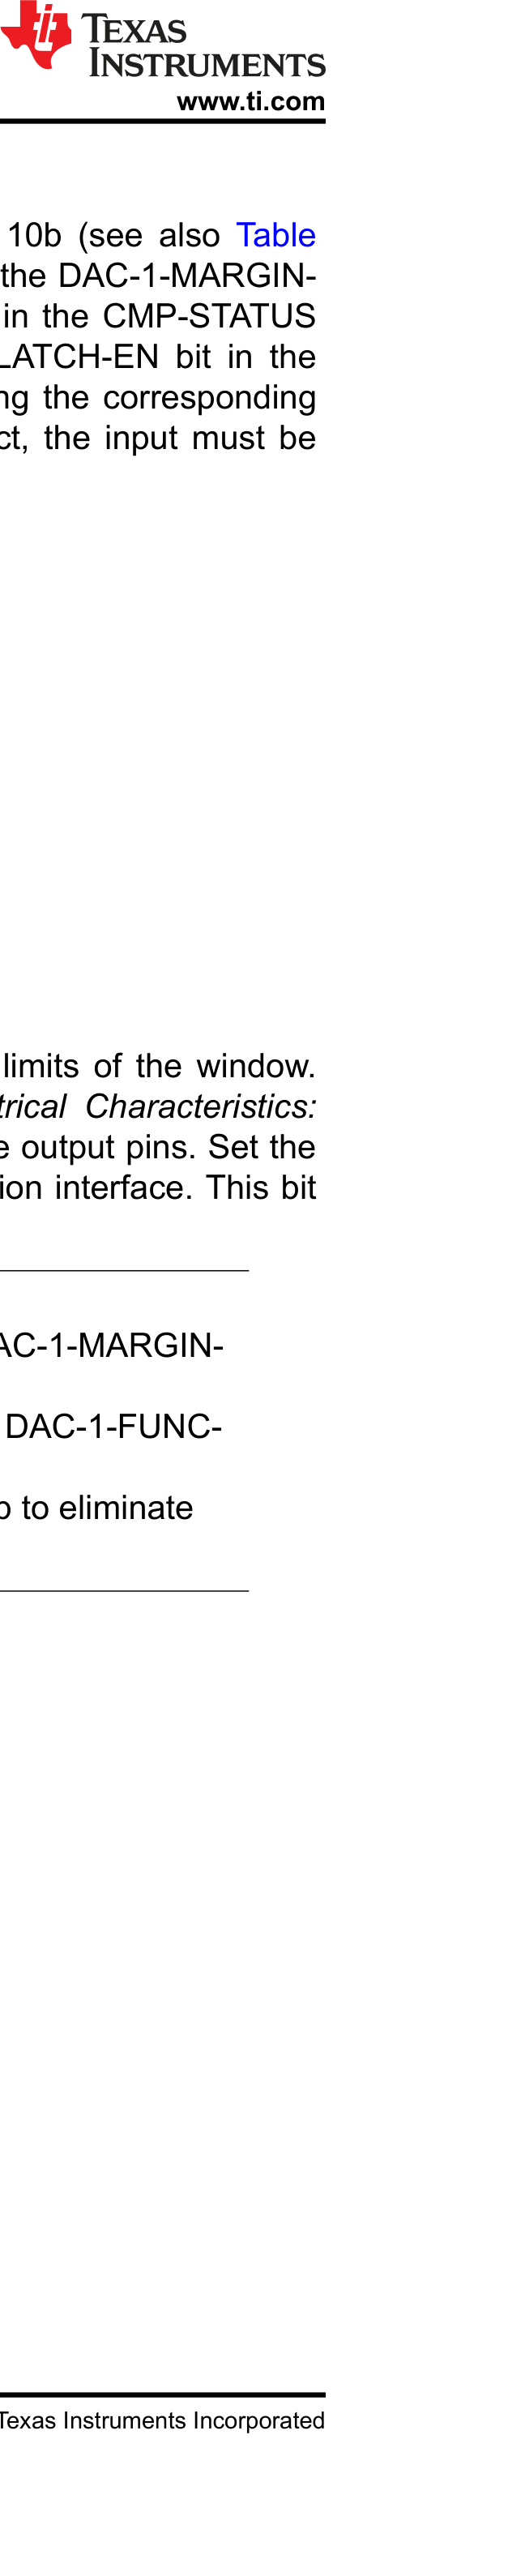 TEXAS
INSTRUMENTS
www.ti.com
10b (see also Table
the DAC-1-MARGIN-
in the CMP-STATUS
LATCH-EN bit in the
ng the corresponding
ct, the input must be
limits of the window.
trical Characteristics:
e output pins. Set the
ion interface. This bit
AC-1-MARGIN-
DAC-1-FUNC-
to eliminate
Texas Instruments Incorporated